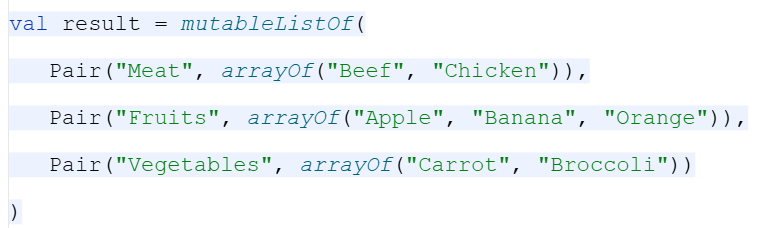 val result = mutableListOf(
Pair("Meat", arrayOf("Beef", "Chicken")),
Pair("Fruits", arrayOf("Apple", "Banana", "Orange")),
Pair("Vegetables", arrayOf("Carrot", "Broccoli"))
)